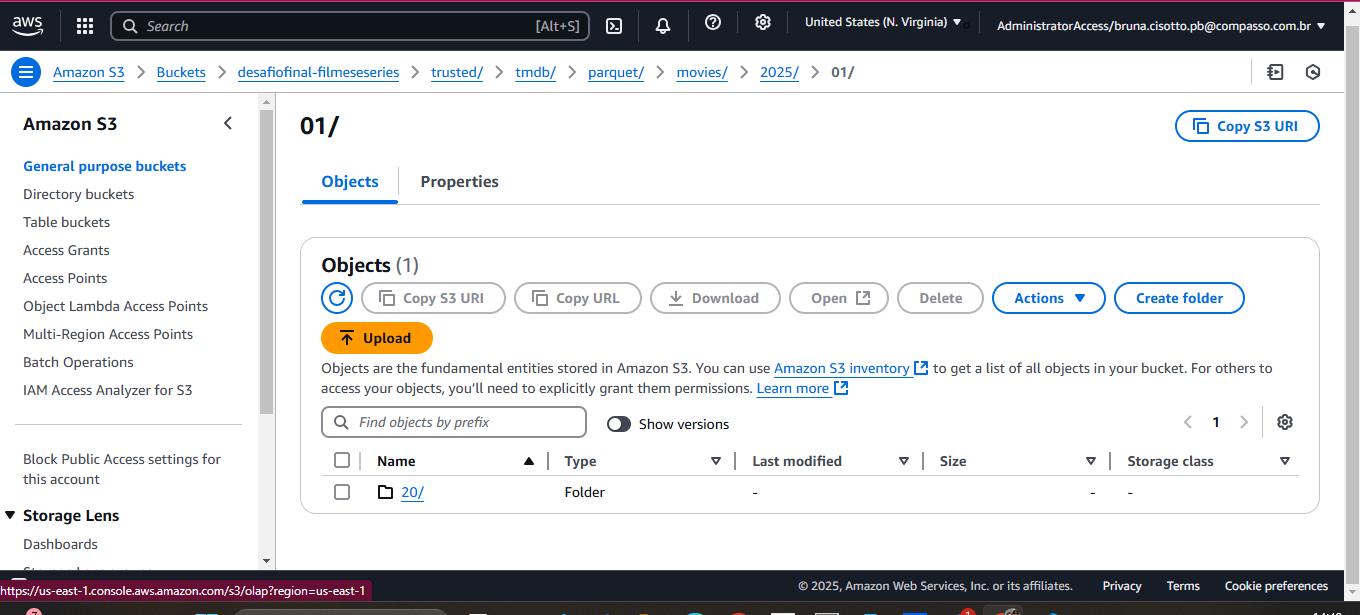 aws
Search [Alt+S]
United States (N. Virginia) ▼
AdministratorAccess/bruna.cisotto.pb@compasso.com.br ▼
Amazon S3 > Buckets > desafiofinal-filmeseseries > trusted/ > tmdb/ > parquet/ > movies/ > 2025/ > 01/
Amazon S3
General purpose buckets
Directory buckets
Table buckets
Access Grants
Access Points
Object Lambda Access Points
Multi-Region Access Points
Batch Operations
IAM Access Analyzer for S3
Block Public Access settings for
this account
Storage Lens
Dashboards
01/
Copy S3 URI
Objects
Properties
Objects (1)
Copy S3 URI
Copy URL
Download
Open
Delete
Actions
Create folder
Upload
Objects are the fundamental entities stored in Amazon S3. You can use Amazon S3 inventory to get a list of all objects in your bucket. For others to
access your objects, you'll need to explicitly grant them permissions. Learn more
Find objects by prefix
Show versions
1
Name Type Last modified Size Storage class
20/ Folder - - -
https://us-east-1.console.aws.amazon.com/s3/olap?region=us-east-1
© 2025, Amazon Web Services, Inc. or its affiliates.
Privacy
Terms
Cookie preferences